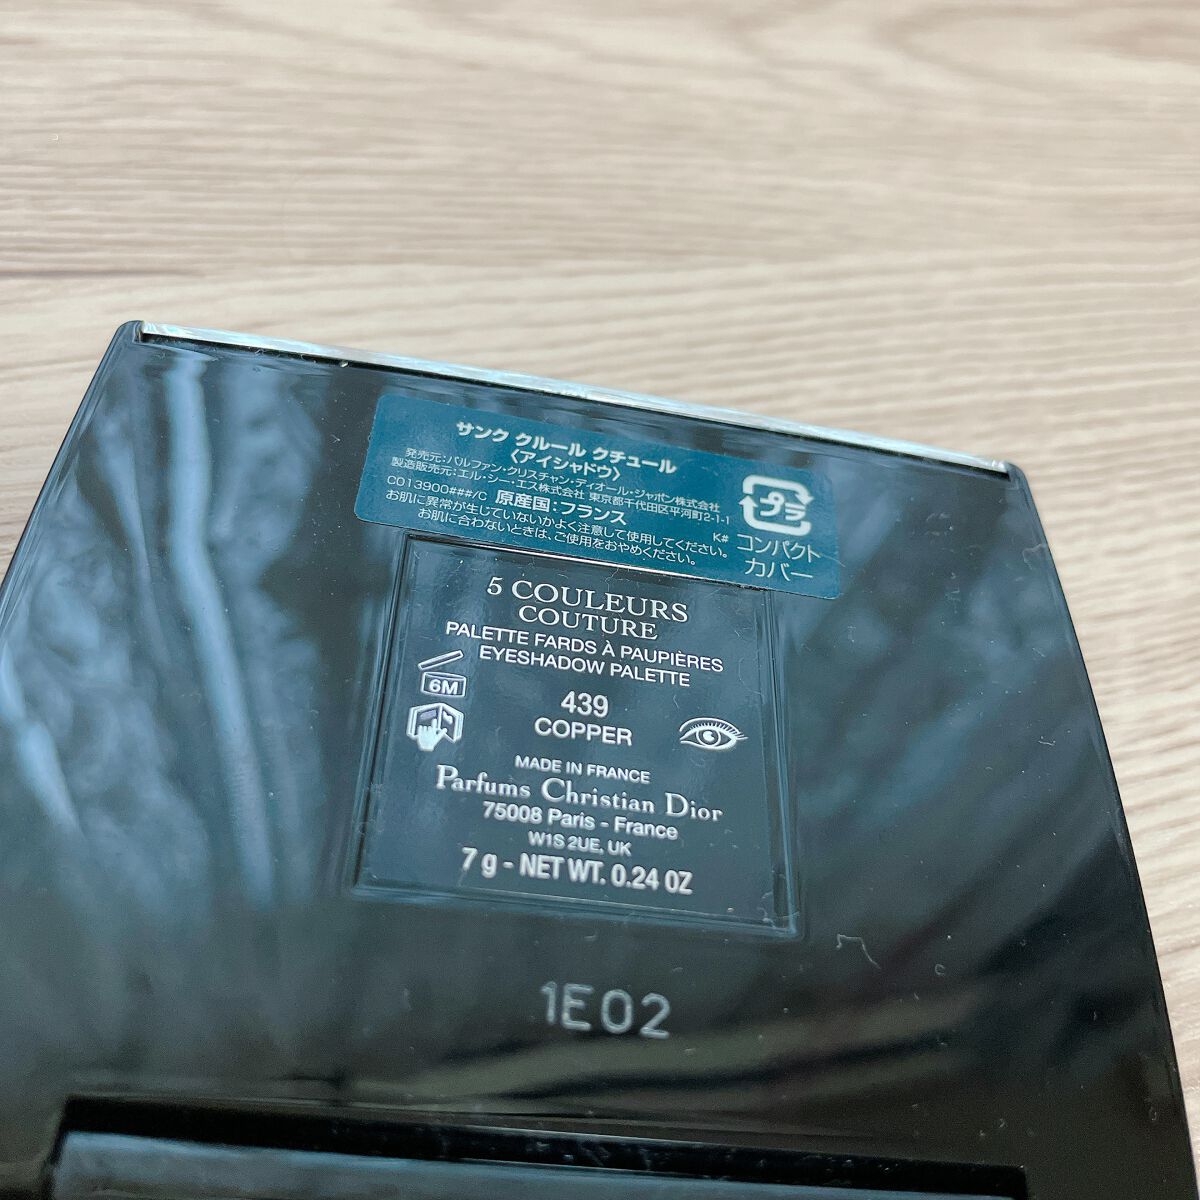 サンク クルール クチュール
〈アイシャドウ〉
発売元:パルファン・クリスチャン・ディオール・ジャポン株式会社
製造販売元:エル・シー・エス株式会社 東京都千代田区平河町2-1-1
C013900###/C 原産国:フランス K#
お肌に異常が生じていないかよく注意して使用してください。
お肌に合わないときは、ご使用をおやめください。
プラ
コンパクト
カバー
5 COULEURS
COUTURE
PALETTE FARDS À PAUPIÈRES
EYESHADOW PALETTE
6M
439
COPPER
MADE IN FRANCE
Parfums Christian Dior
75008 Paris - France
W1S 2UE, UK
7 g - NET WT. 0.24 OZ
1E02